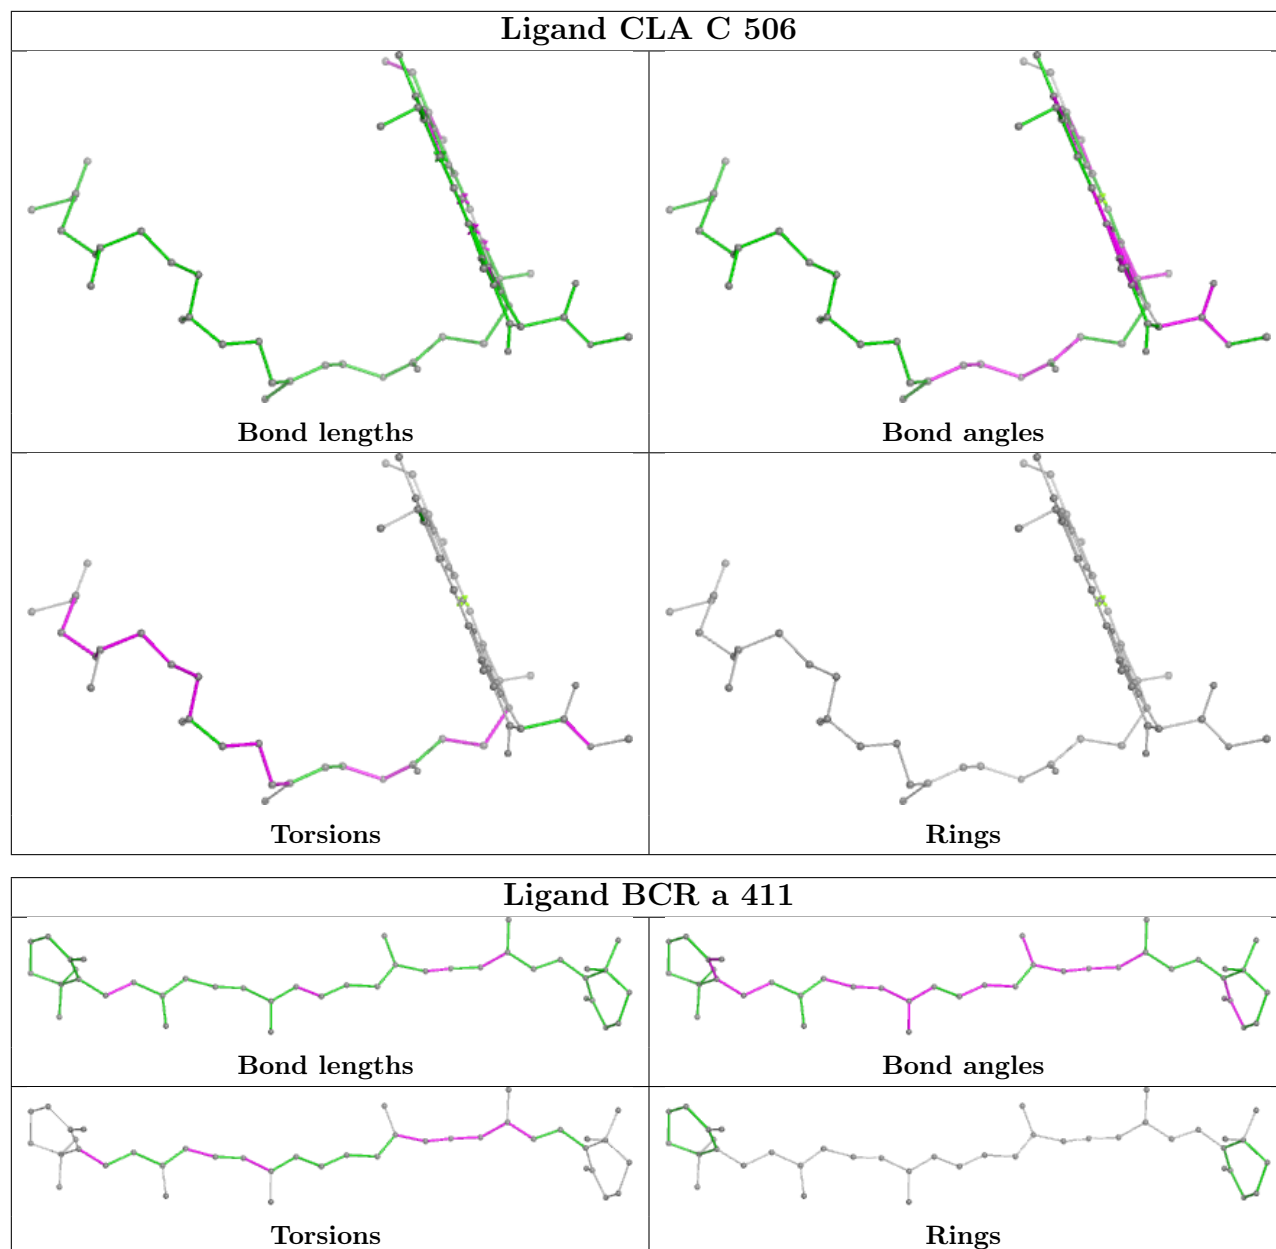 Ligand CLA C 506
Bond lengths
Bond angles
Torsions
Rings
Ligand BCR a 411
Bond lengths
Bond angles
Torsions
Rings